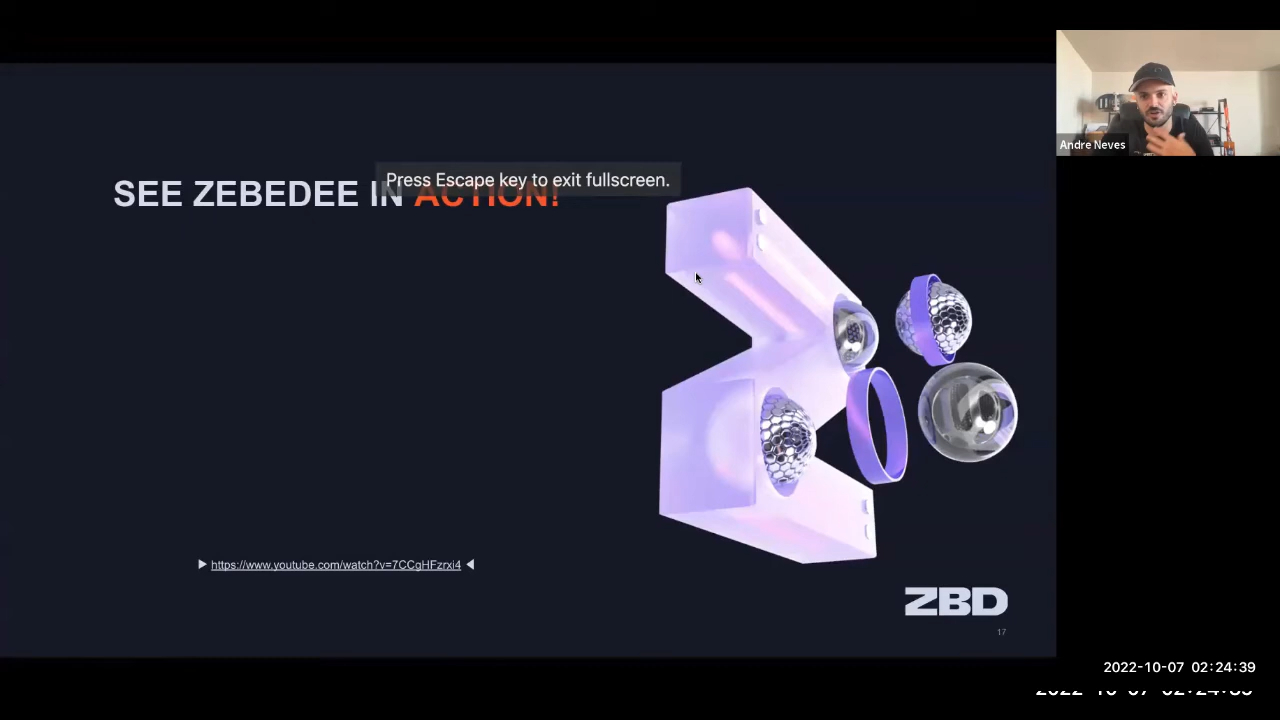 Andre Neves
Press Escape key to exit fullscreen.
SEE ZEBEDEE IN ACTION!
https://www.youtube.com/watch?v=7CCgHFzrxi4
ZBD
17
2022-10-07 02:24:39